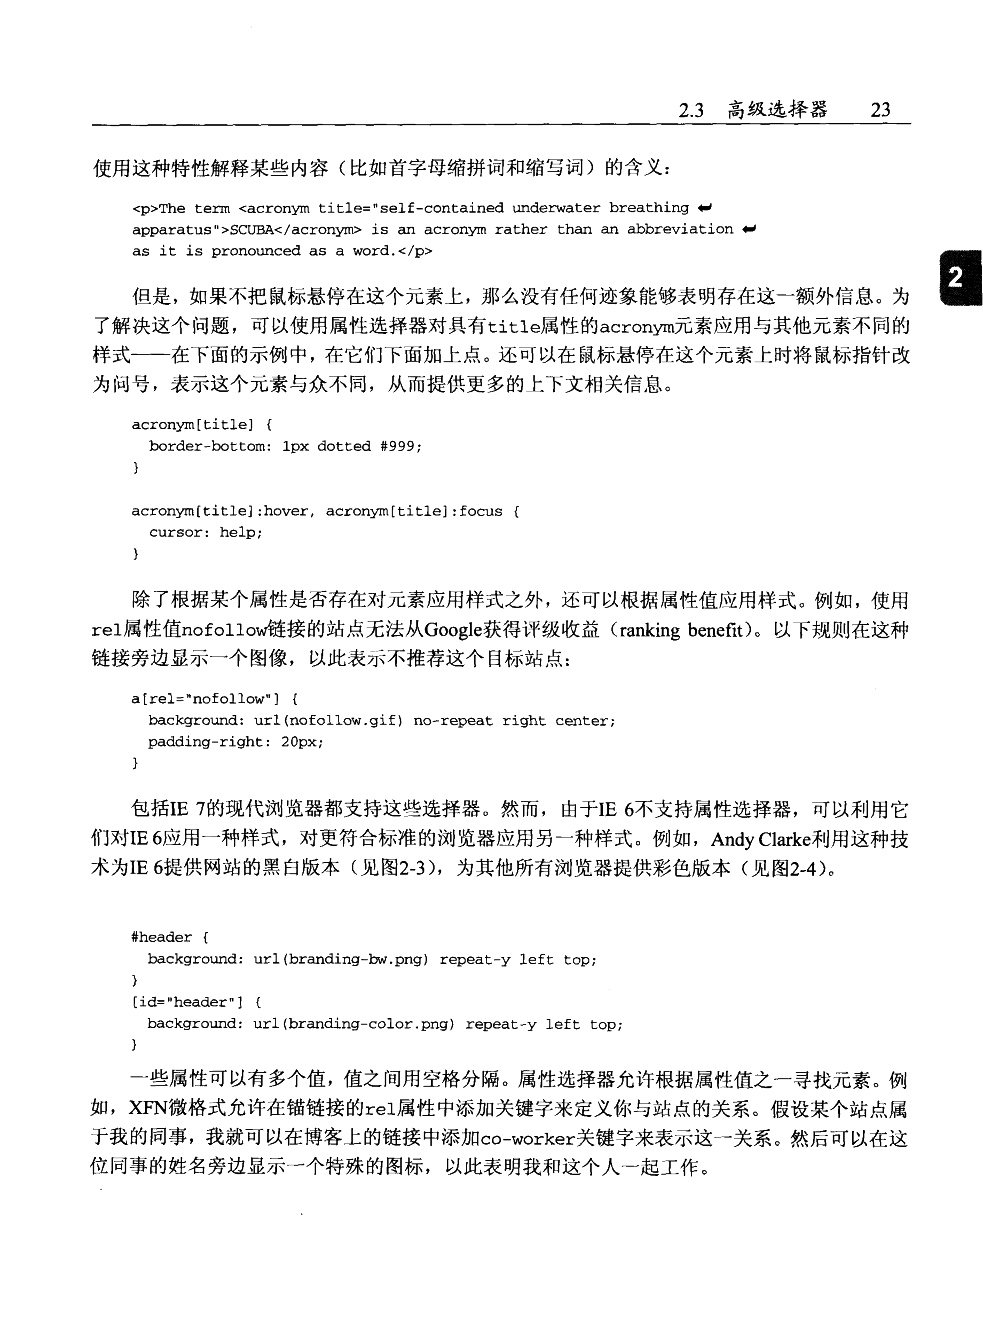 2.3 高级选择器 23
使用这种特性解释某些内容（比如首字母缩拼词和缩写词）的含义：
<p>The term <acronym title="self-contained underwater breathing ↩
apparatus">SCUBA</acronym> is an acronym rather than an abbreviation ↩
as it is pronounced as a word.</p>
2
但是，如果不把鼠标悬停在这个元素上，那么没有任何迹象能够表明存在这一额外信息。为
了解决这个问题，可以使用属性选择器对具有title属性的acronym元素应用与其他元素不同的
样式——在下面的示例中，在它们下面加上点。还可以在鼠标悬停在这个元素上时将鼠标指针改
为问号，表示这个元素与众不同，从而提供更多的上下文相关信息。
acronym[title] {
border-bottom: 1px dotted #999;
}
acronym[title]:hover, acronym[title]:focus {
cursor: help;
}
除了根据某个属性是否存在对元素应用样式之外，还可以根据属性值应用样式。例如，使用
rel属性值nofollow链接的站点无法从Google获得评级收益（ranking benefit）。以下规则在这种
链接旁边显示一个图像，以此表示不推荐这个目标站点：
a[rel="nofollow"] {
background: url(nofollow.gif) no-repeat right center;
padding-right: 20px;
}
包括IE 7的现代浏览器都支持这些选择器。然而，由于IE 6不支持属性选择器，可以利用它
们对IE 6应用一种样式，对更符合标准的浏览器应用另一种样式。例如，Andy Clarke利用这种技
术为IE 6提供网站的黑白版本（见图2-3），为其他所有浏览器提供彩色版本（见图2-4）。
#header {
background: url(branding-bw.png) repeat-y left top;
}
[id="header"] {
background: url(branding-color.png) repeat-y left top;
}
一些属性可以有多个值，值之间用空格分隔。属性选择器允许根据属性值之一寻找元素。例
如，XFN微格式允许在锚链接的rel属性中添加关键字来定义你与站点的关系。假设某个站点属
于我的同事，我就可以在博客上的链接中添加co-worker关键字来表示这一关系。然后可以在这
位同事的姓名旁边显示一个特殊的图标，以此表明我和这个人一起工作。